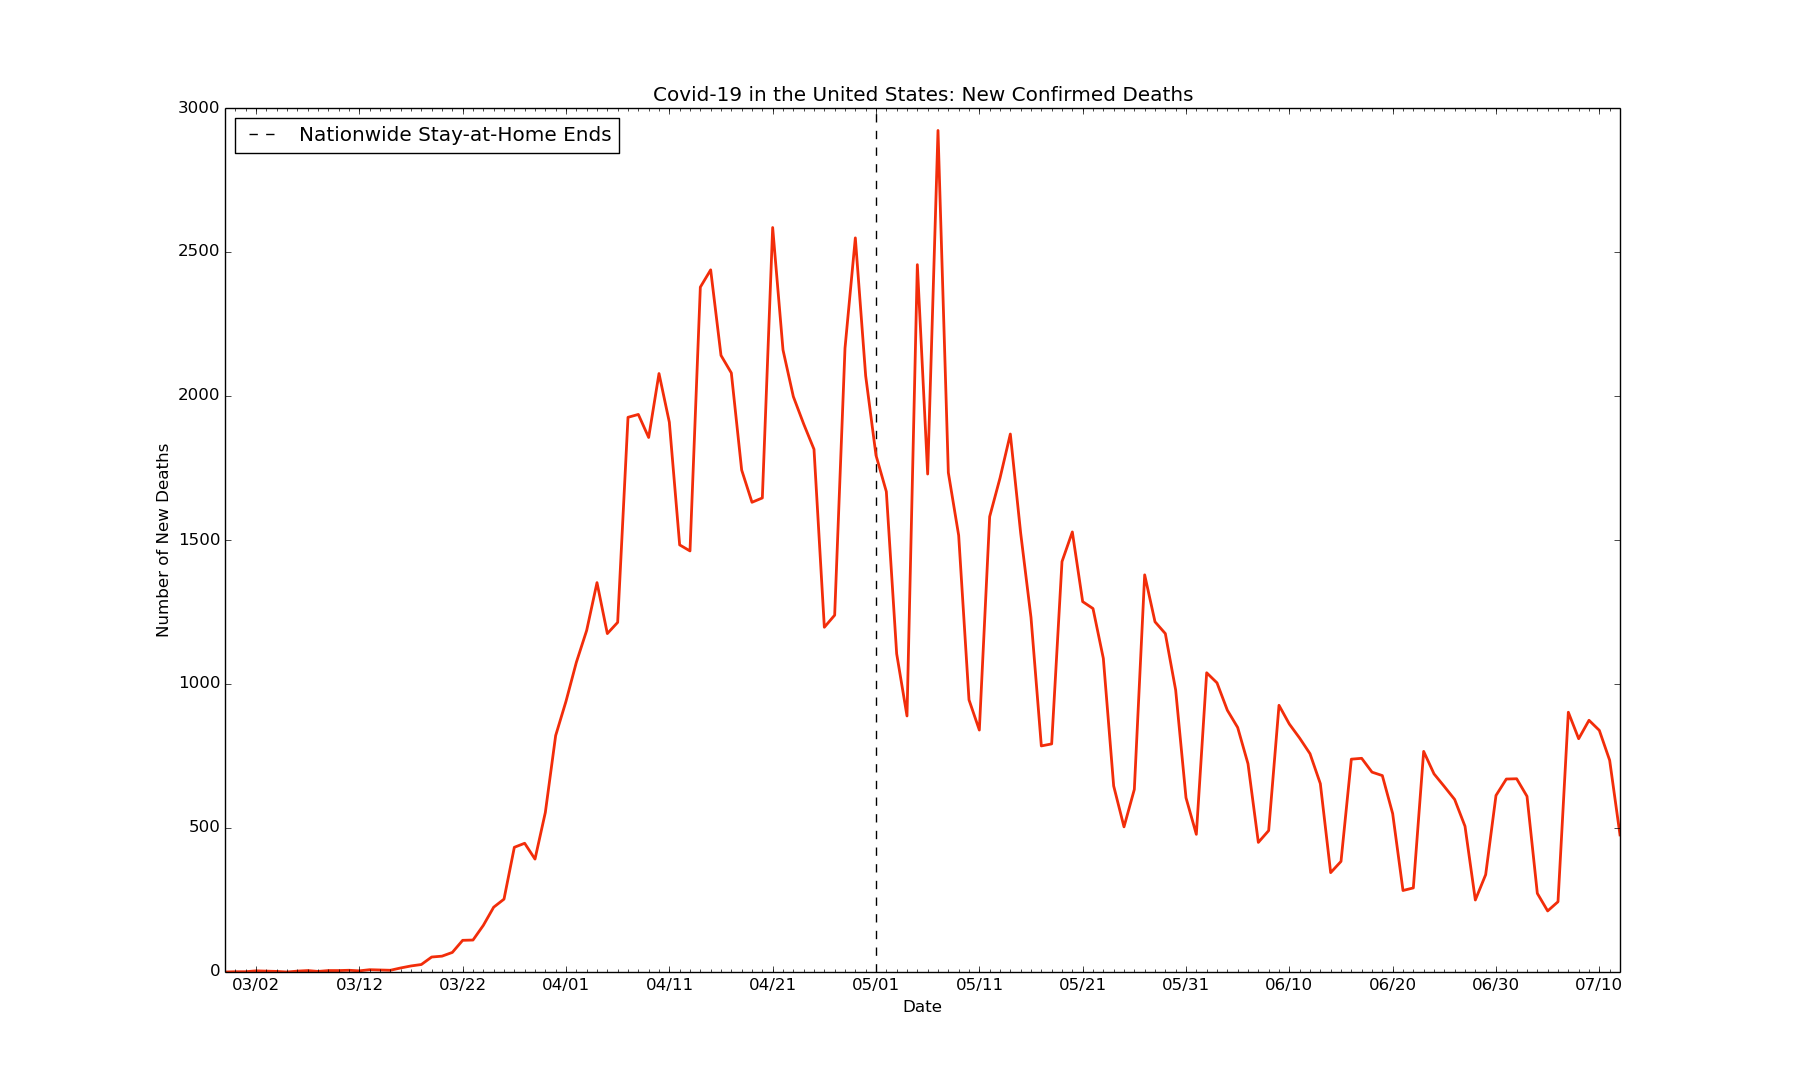 Covid-19 in the United States: New Confirmed Deaths
Nationwide Stay-at-Home Ends
3000
2500
2000
1500
1000
500
0
Number of New Deaths
03/02 03/12 03/22 04/01 04/11 04/21 05/01 05/11 05/21 05/31 06/10 06/20 06/30 07/10
Date